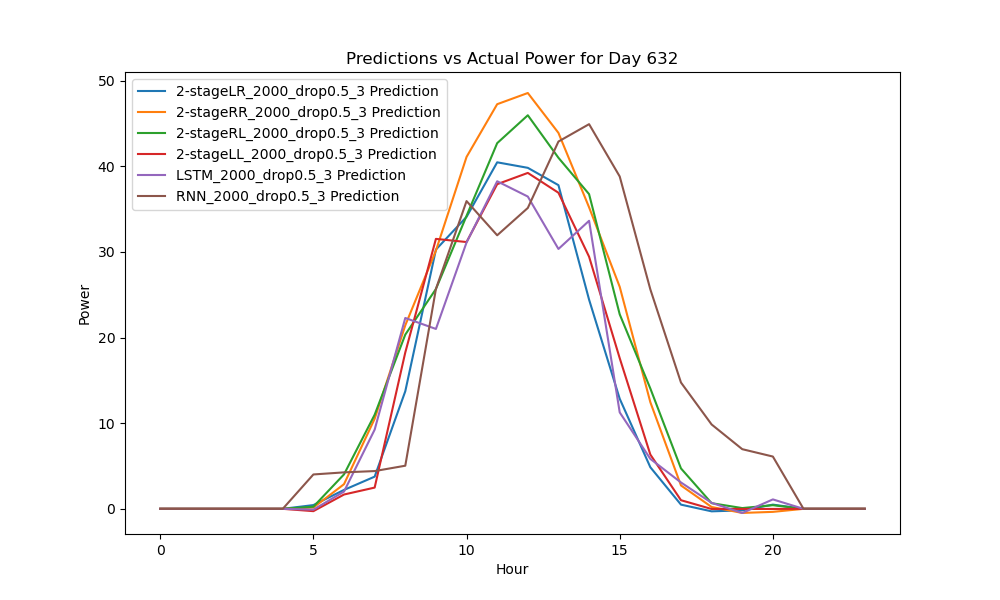 Predictions vs Actual Power for Day 632
2-stageLR_2000_drop0.5_3 Prediction
2-stageRR_2000_drop0.5_3 Prediction
2-stageRL_2000_drop0.5_3 Prediction
2-stageLL_2000_drop0.5_3 Prediction
LSTM_2000_drop0.5_3 Prediction
RNN_2000_drop0.5_3 Prediction
Power
50
40
30
20
10
0
0 5 10 15 20
Hour